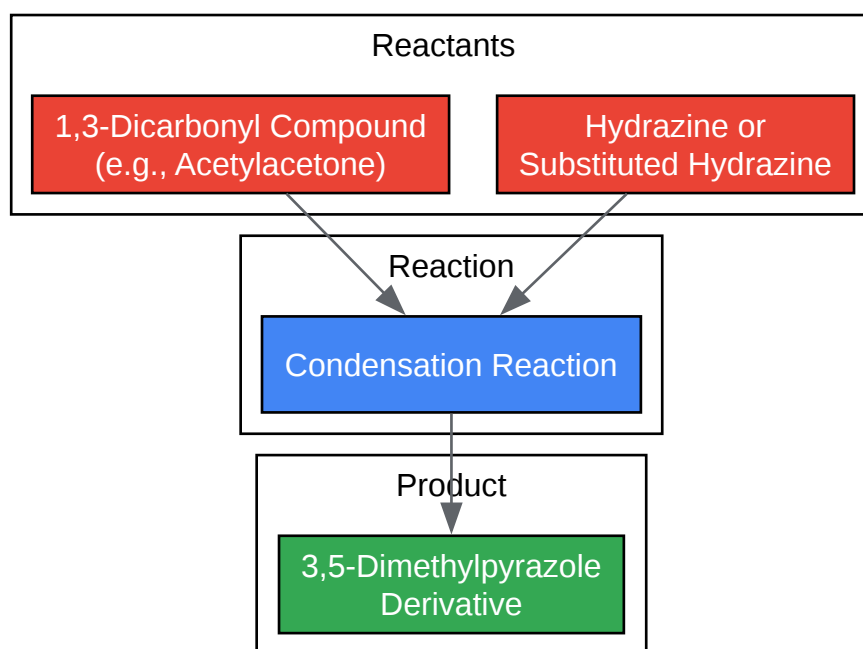 Reactants
1,3-Dicarbonyl Compound
(e.g., Acetylacetone)
Hydrazine or
Substituted Hydrazine
Reaction
Condensation Reaction
Product
3,5-Dimethylpyrazole
Derivative